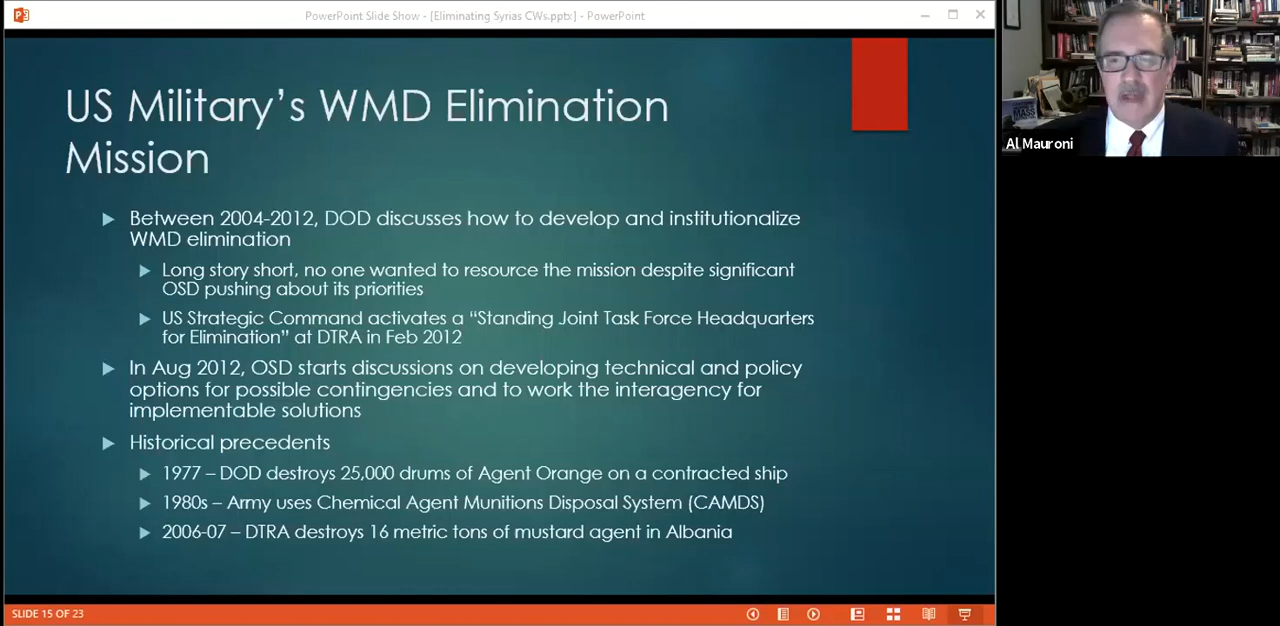 PowerPoint Slide Show - [Eliminating Syrias CWs.pptx] - PowerPoint
US Military's WMD Elimination
Mission
Between 2004-2012, DOD discusses how to develop and institutionalize
WMD elimination
Long story short, no one wanted to resource the mission despite significant
OSD pushing about its priorities
US Strategic Command activates a “Standing Joint Task Force Headquarters
for Elimination” at DTRA in Feb 2012
In Aug 2012, OSD starts discussions on developing technical and policy
options for possible contingencies and to work the interagency for
implementable solutions
Historical precedents
1977 – DOD destroys 25,000 drums of Agent Orange on a contracted ship
1980s – Army uses Chemical Agent Munitions Disposal System (CAMDS)
2006-07 – DTRA destroys 16 metric tons of mustard agent in Albania
SLIDE 15 OF 23
MASS
Al Mauroni